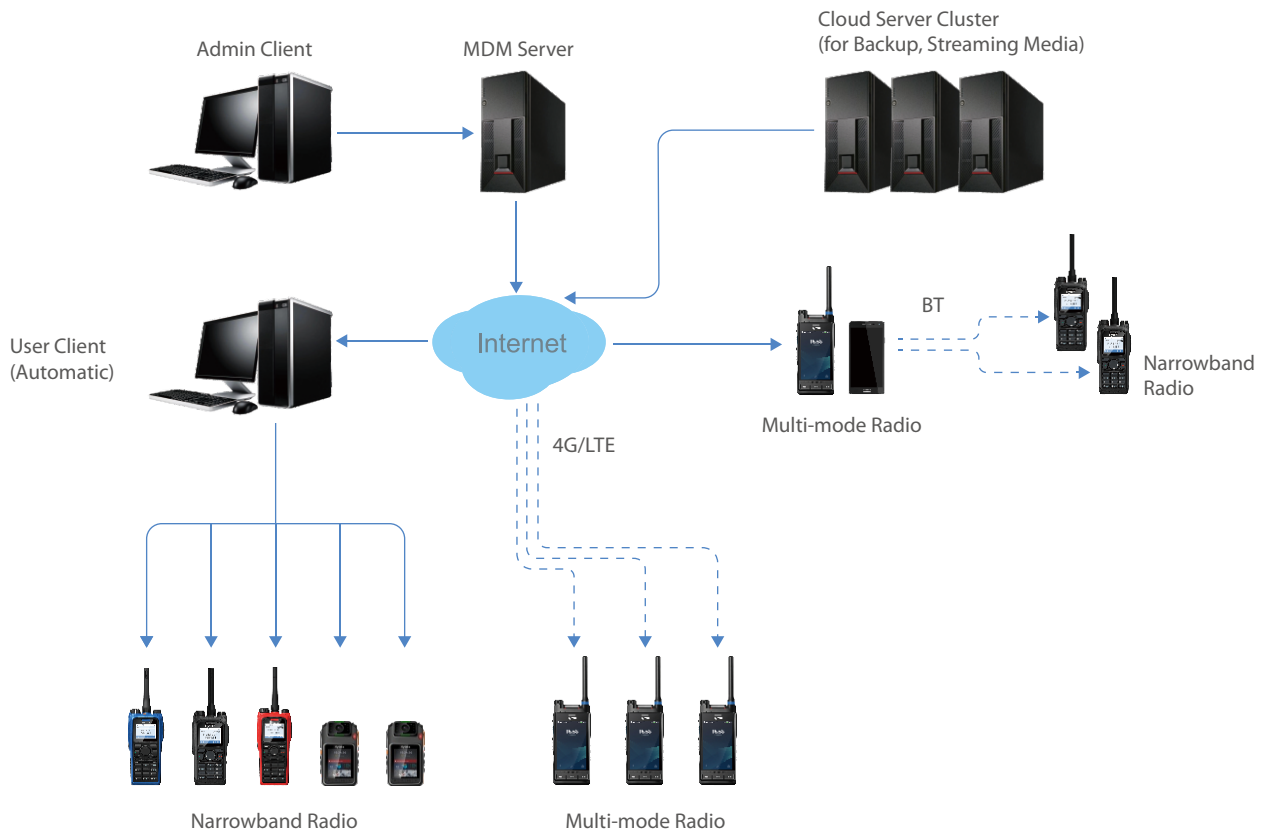 Cloud Server Cluster
(for Backup, Streaming Media)
Admin Client
MDM Server
BT
User Client
(Automatic)
Internet
Narrowband
Radio
Multi-mode Radio
4G/LTE
Narrowband Radio
Multi-mode Radio